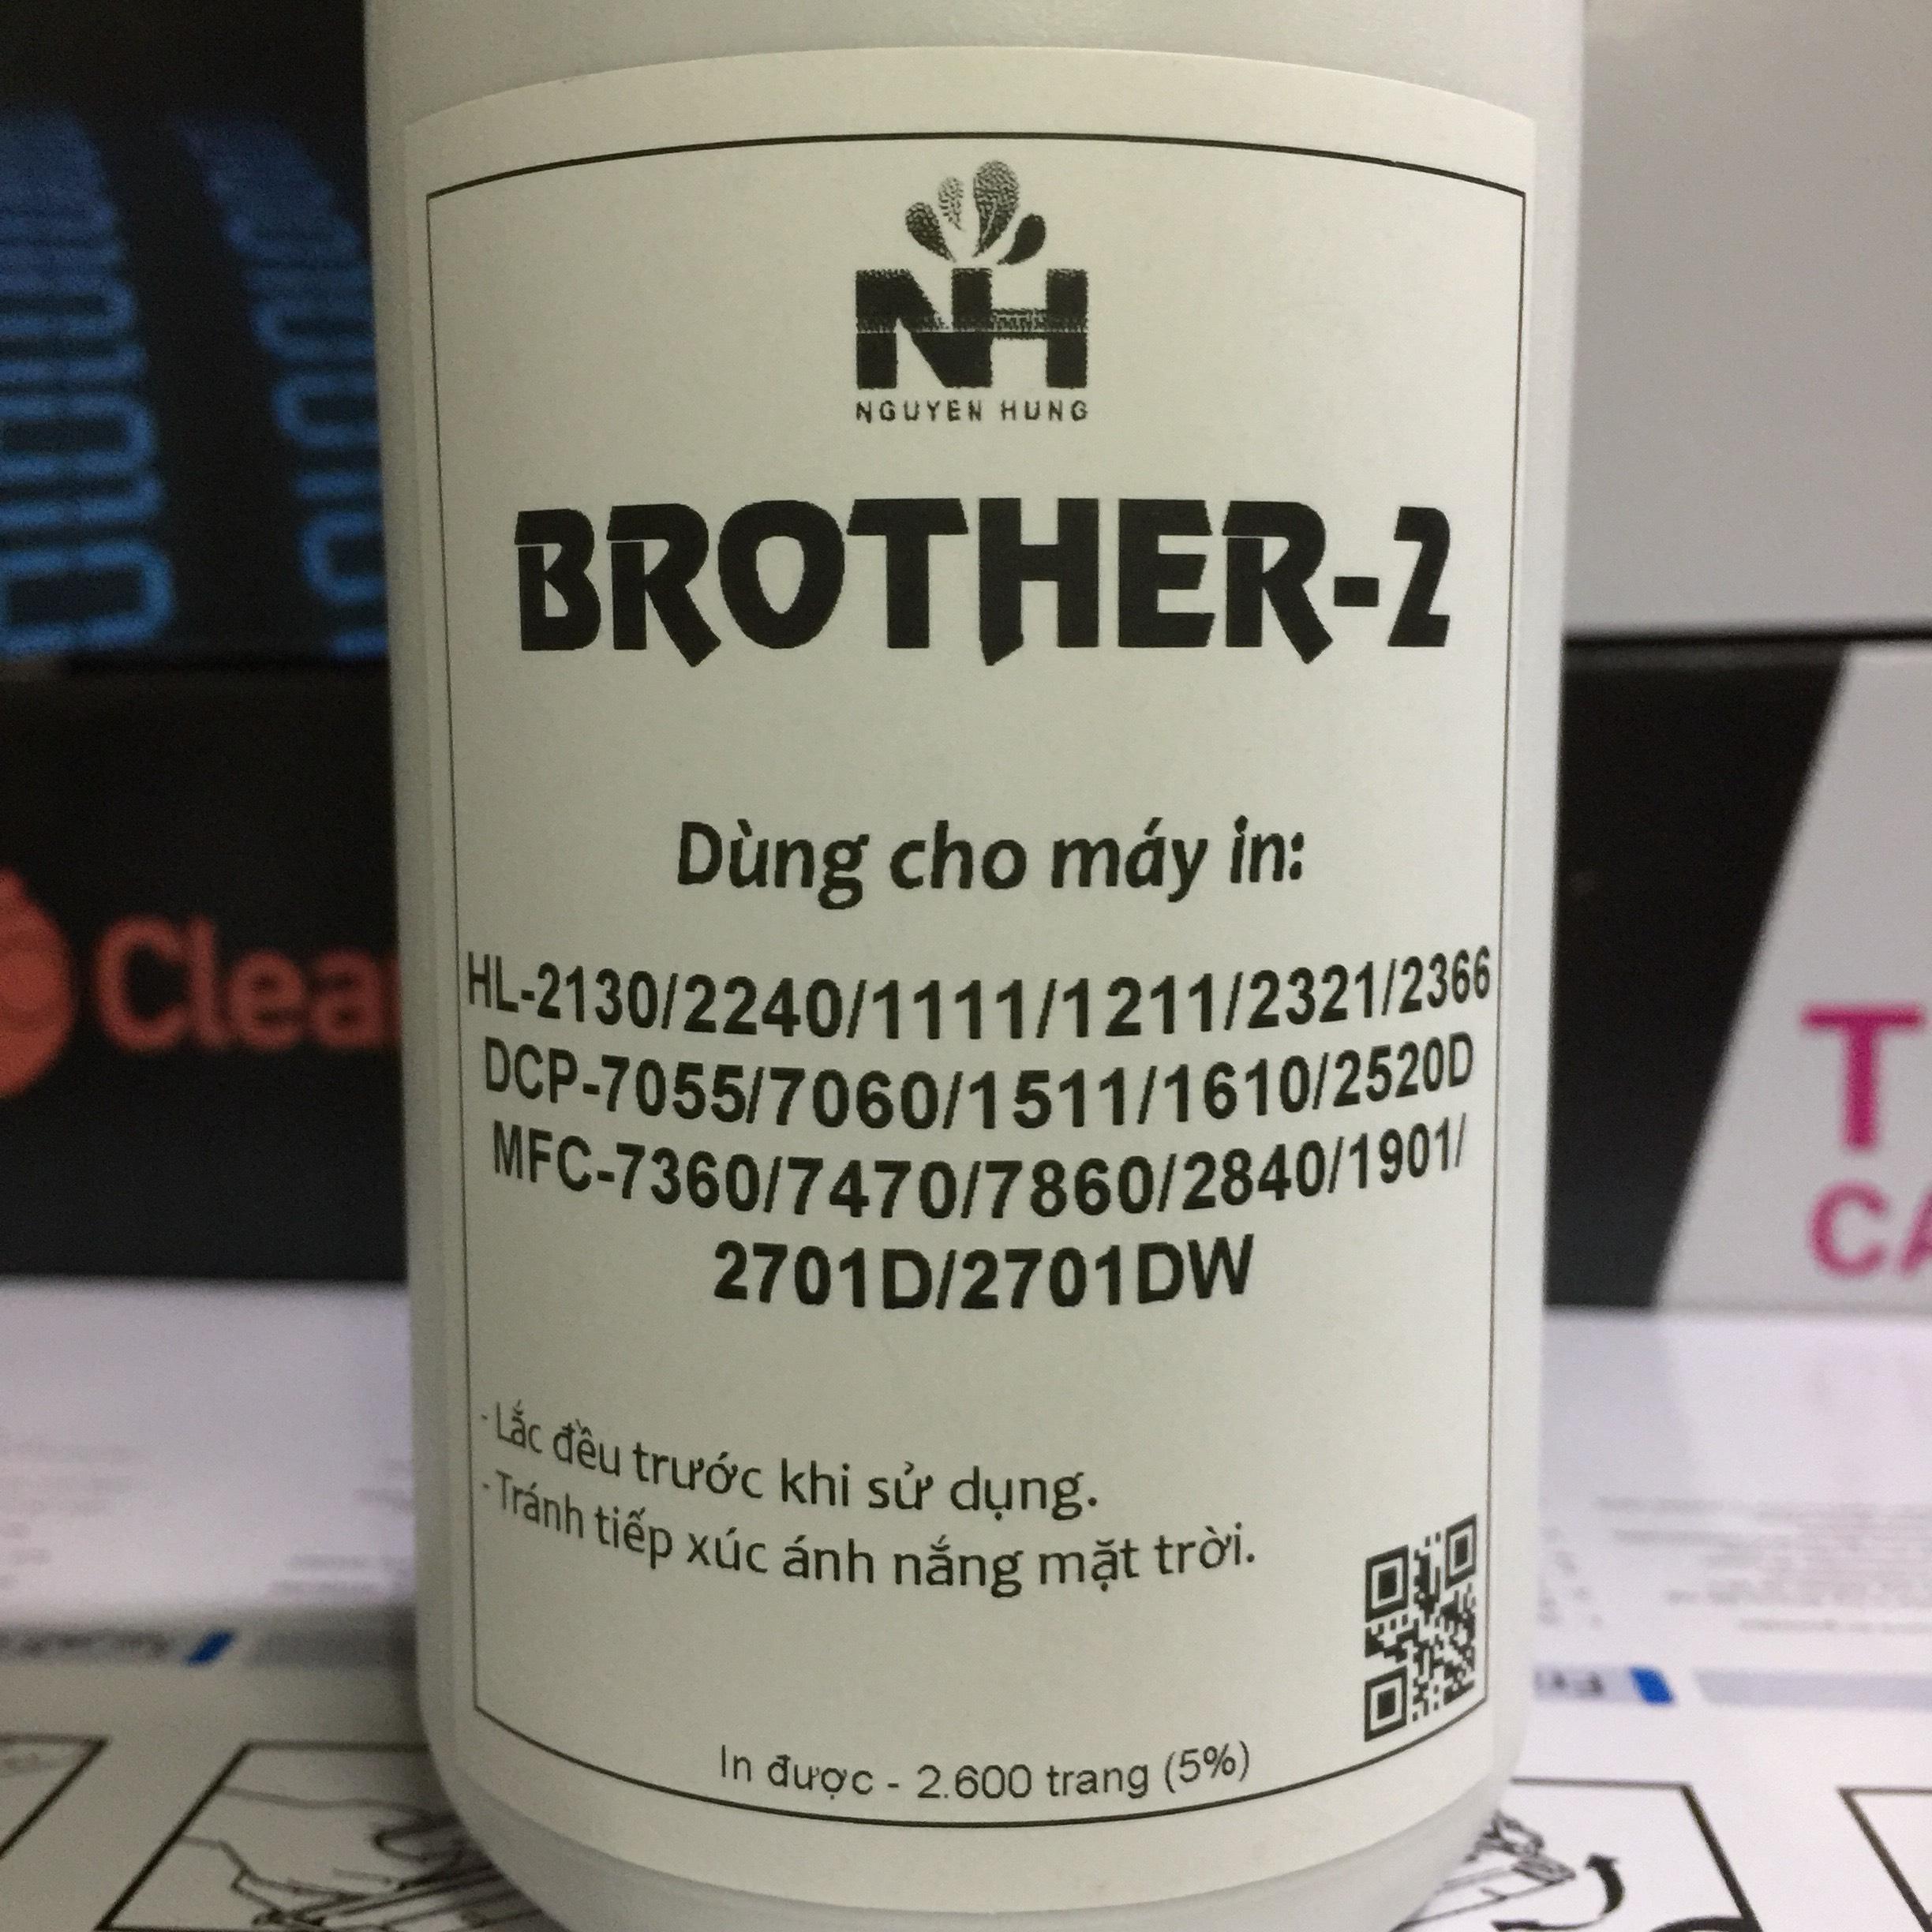 NH
NGUYEN HUNG
BROTHER-2
Dùng cho máy in:
HL-2130/2240/1111/1211/2321/2366
DCP-7055/7060/1511/1610/2520D
MFC-7360/7470/7860/2840/1901/
2701D/2701DW
- Lắc đều trước khi sử dụng.
- Tránh tiếp xúc ánh nắng mặt trời.
In được - 2.600 trang (5%)
Clea
T
CA